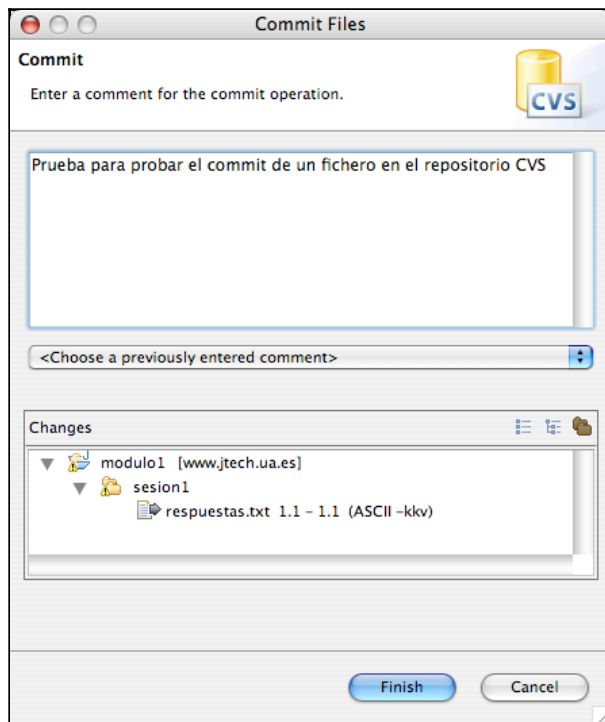 Commit Files
Commit
Enter a comment for the commit operation.
CVS
Prueba para probar el commit de un fichero en el repositorio CVS
<Choose a previously entered comment>
Changes
modulo1 [www.jtech.ua.es]
sesion1
respuestas.txt 1.1 – 1.1 (ASCII –kkv)
Finish Cancel